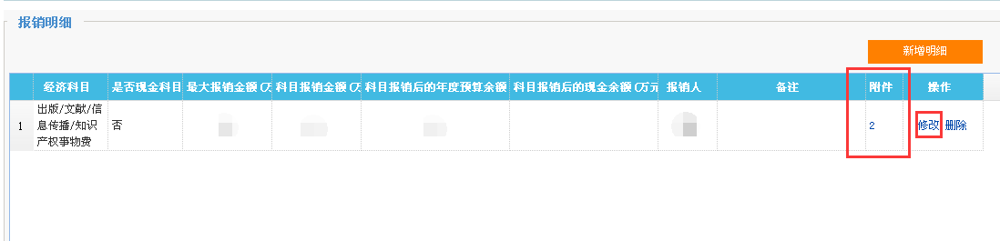 报销明细
新增明细
经济科目 是否现金科目 最大报销金额(万 科目报销金额(万 科目报销后的年度预算余额 科目报销后的现金余额(万元 报销人 备注 附件 操作
出版/文献/信
1 息传播/知识 否 2 修改 删除
产权事物费